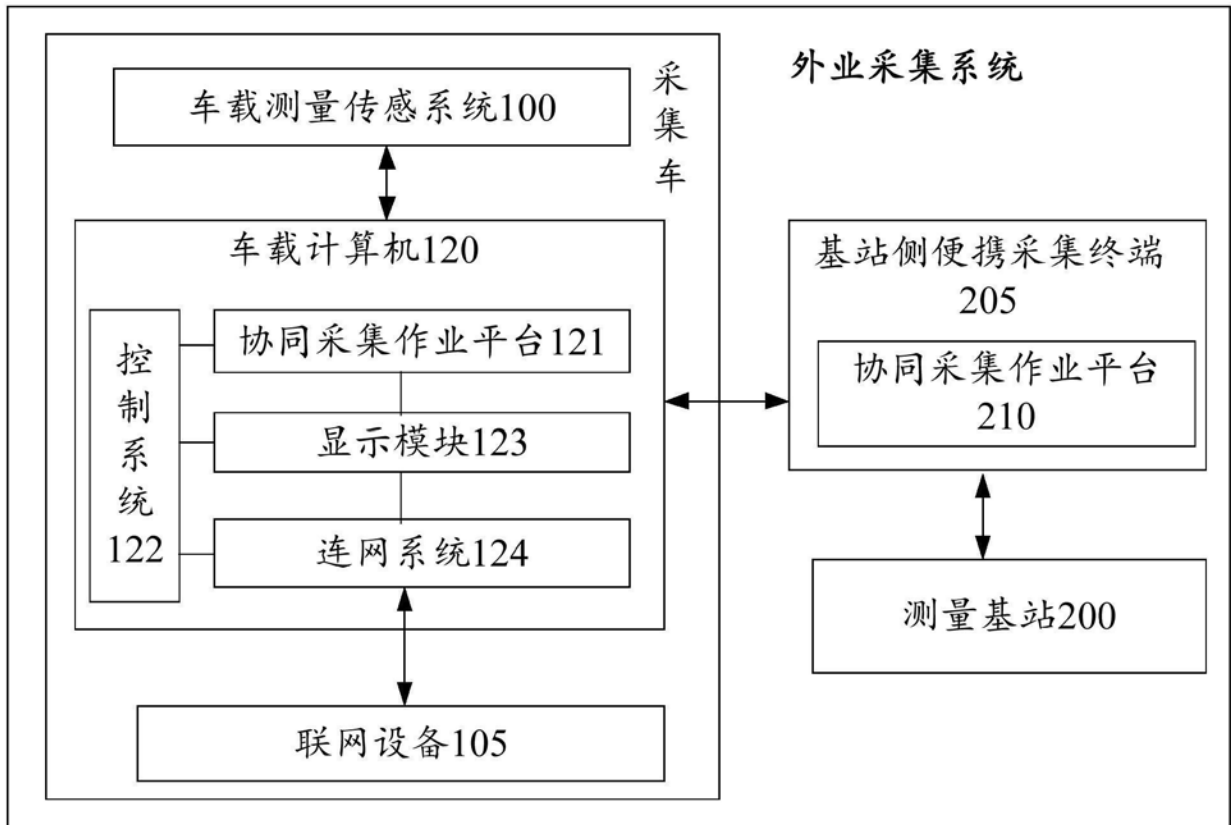 外业采集系统
采集车
车载测量传感系统100
车载计算机120
控制系统122
协同采集作业平台121
显示模块123
连网系统124
联网设备105
基站侧便携采集终端
205
协同采集作业平台
210
测量基站200